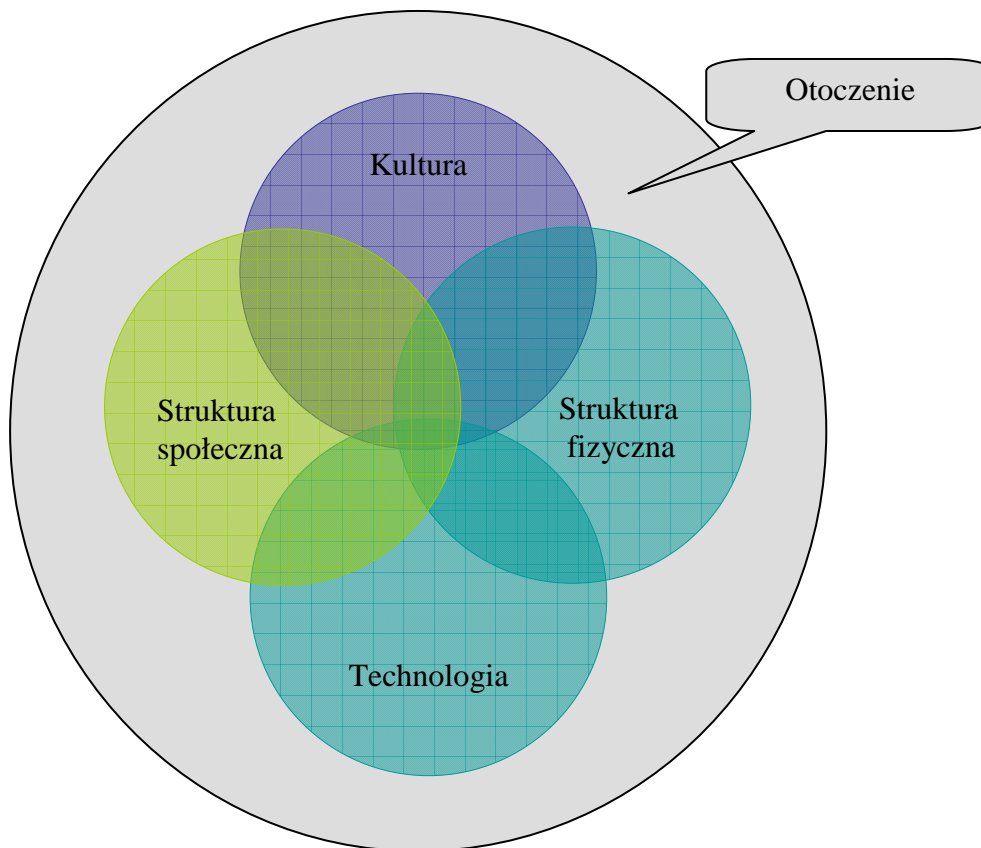 Otoczenie
Kultura
Struktura
społeczna
Struktura
fizyczna
Technologia